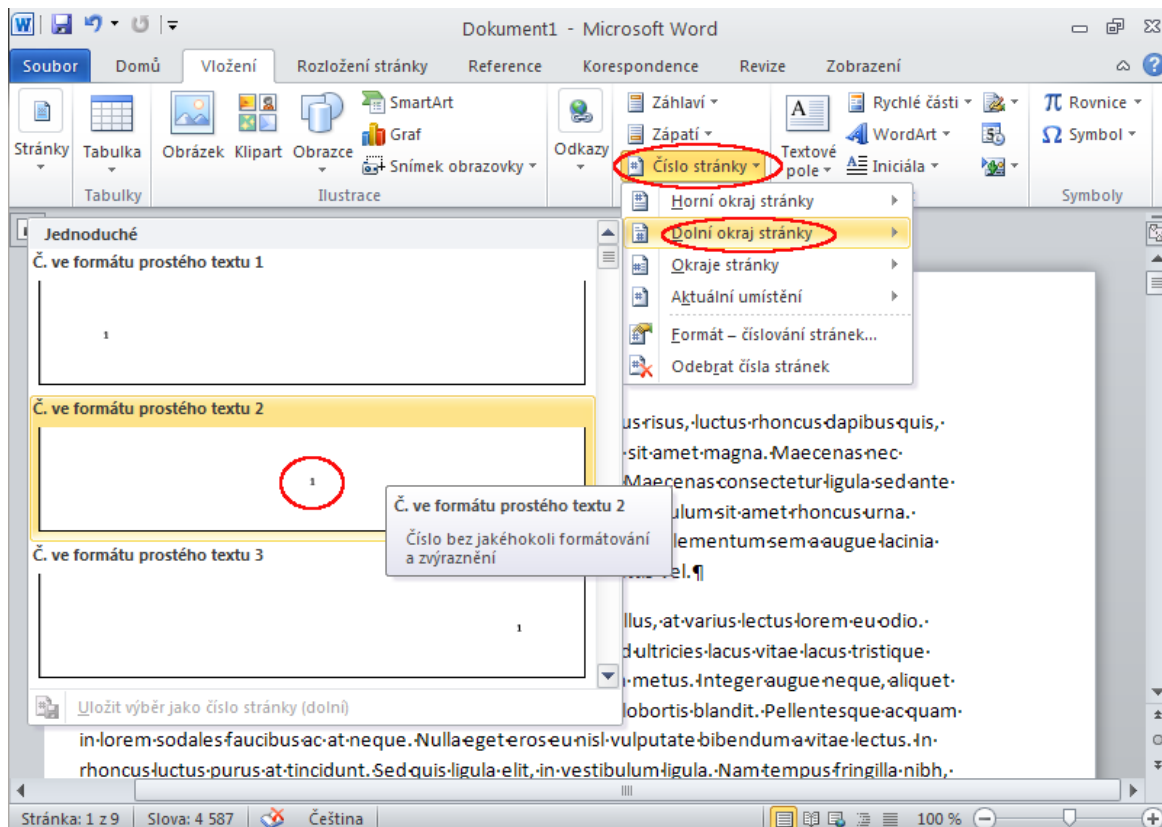 Dokument1 - Microsoft Word
Soubor Domů Vložení Rozložení stránky Reference Korespondence Revize Zobrazení
Stránky
Tabulka
Tabulky
Obrázek Klipart Obrazce
SmartArt
Graf
Snímek obrazovky
Ilustrace
Odkazy
Záhlaví
Zápatí
Číslo stránky
Textové
pole
Rychlé části
WordArt
Iniciála
Rovnice
Symbol
Symboly
Horní okraj stránky
Dolní okraj stránky
Okraje stránky
Aktuální umístění
Formát – číslování stránek...
Odebrat čísla stránek
Jednoduché
Č. ve formátu prostého textu 1
1
Č. ve formátu prostého textu 2
1
Č. ve formátu prostého textu 2
Číslo bez jakéhokoli formátování
a zvýraznění
Č. ve formátu prostého textu 3
1
Uložit výběr jako číslo stránky (dolní)
risus,·luctus·rhoncus·dapibus·quis,·
sit·amet·magna.·Maecenas·nec·
Maecenas·consectetur·ligula·sed·ante·
sit·amet·rhoncus·urna.·
sem·a·augue·lacinia·
vel.¶
at·varius·lectus·lorem·eu·odio.·
ultricies·lacus·vitae·lacus·tristique·
metus.·Integer·augue·neque,·aliquet·
lobortis·blandit.·Pellentesque·ac·quam·
in·lorem·sodales·faucibus·ac·at·neque.·Nulla·eget·eros·eu·nisl·vulputate·bibendum·a·vitae·lectus.·In·
rhoncus·luctus·purus·at·tincidunt.·Sed·quis·ligula·elit,·in·vestibulum·ligula.·Nam·tempus·fringilla·nibh,·
Stránka: 1 z 9 Slova: 4 587 Čeština 100 %